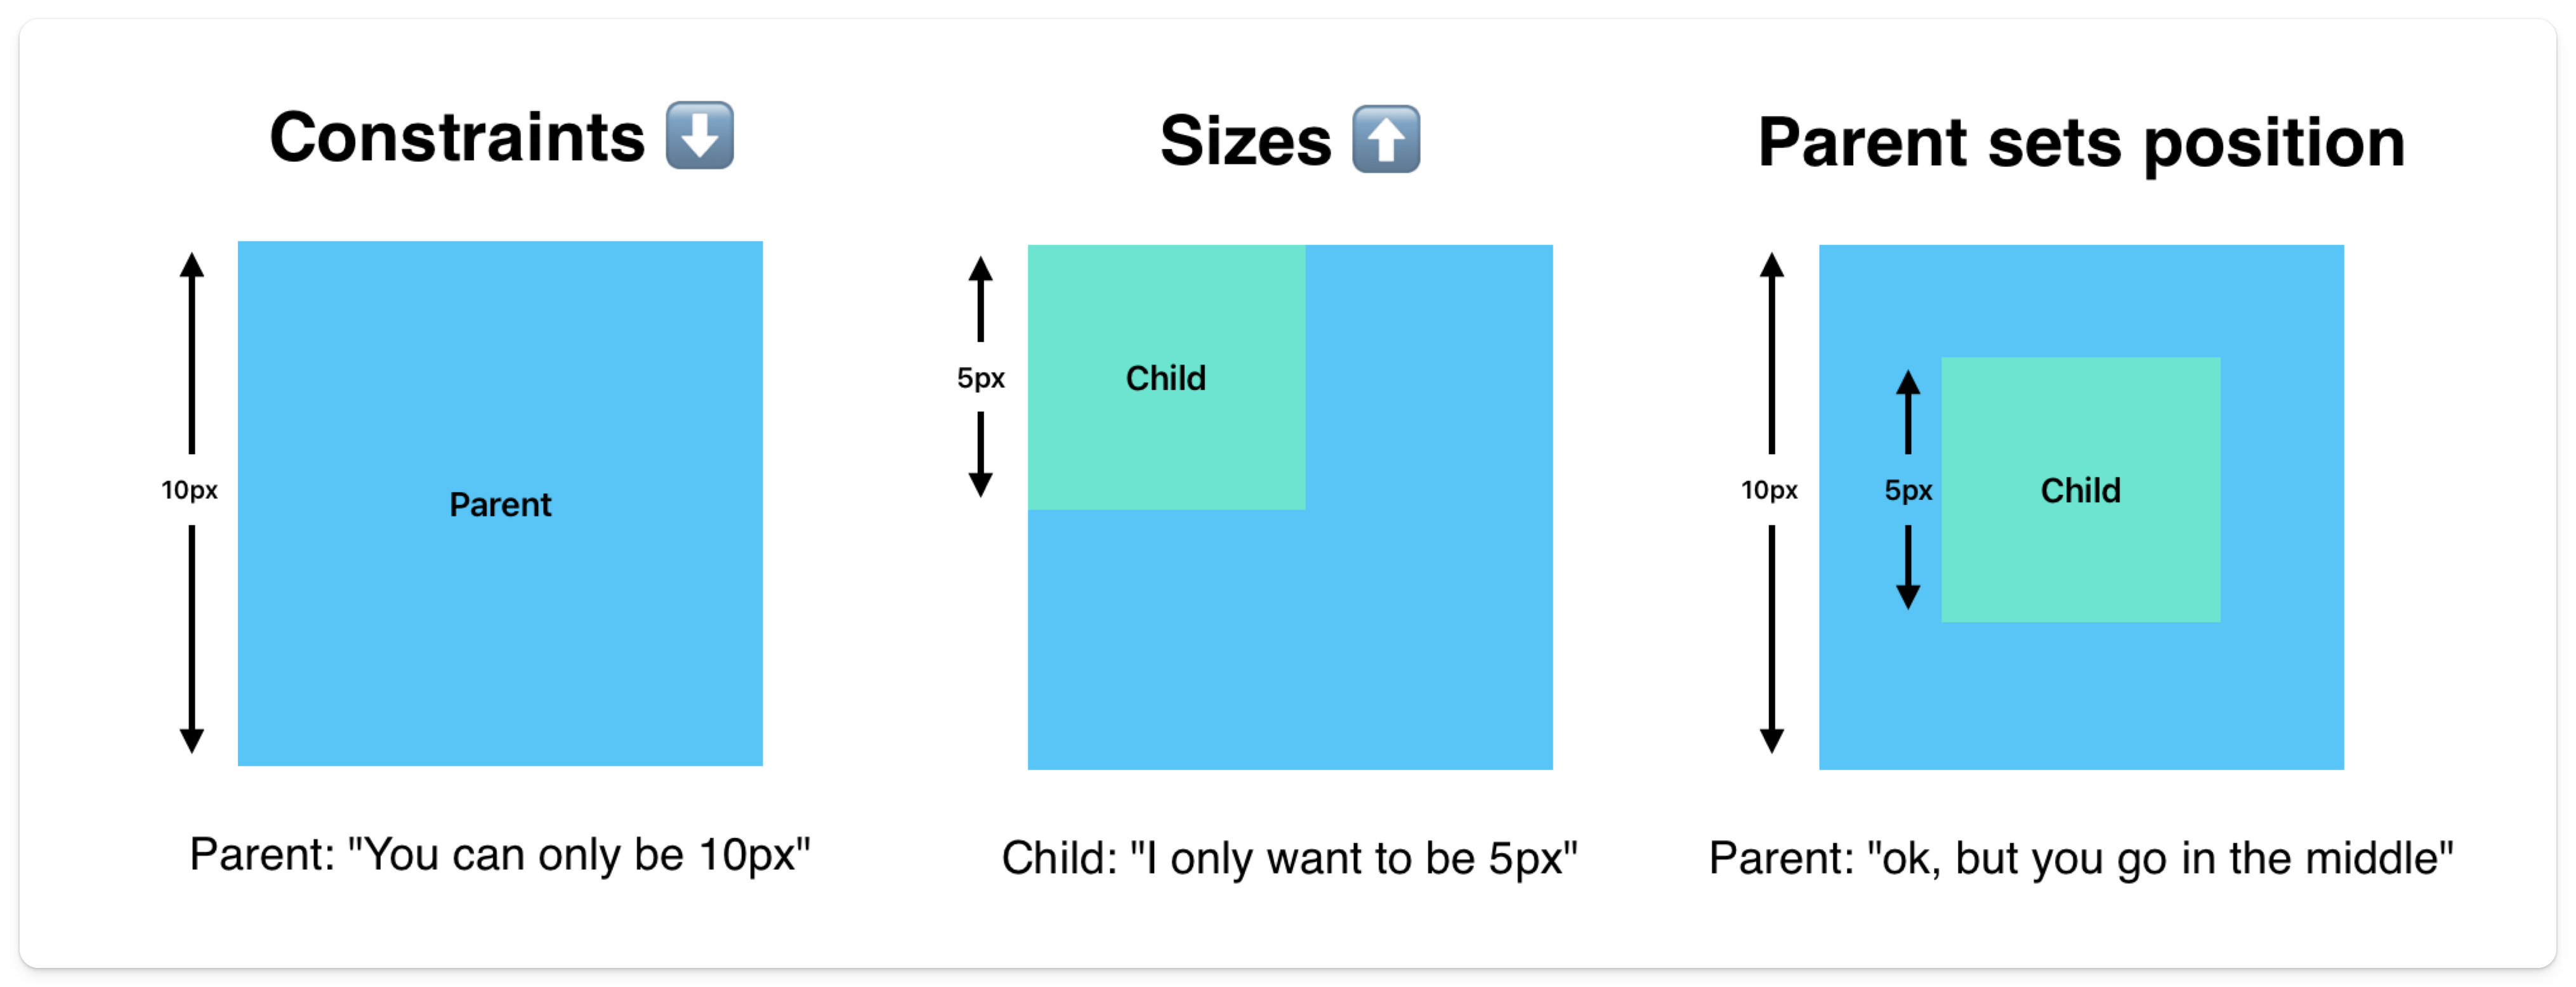 Constraints ⬇️
Sizes ⬆️
Parent sets position
10px
Parent
5px
Child
10px
5px
Child
Parent: "You can only be 10px"
Child: "I only want to be 5px"
Parent: "ok, but you go in the middle"